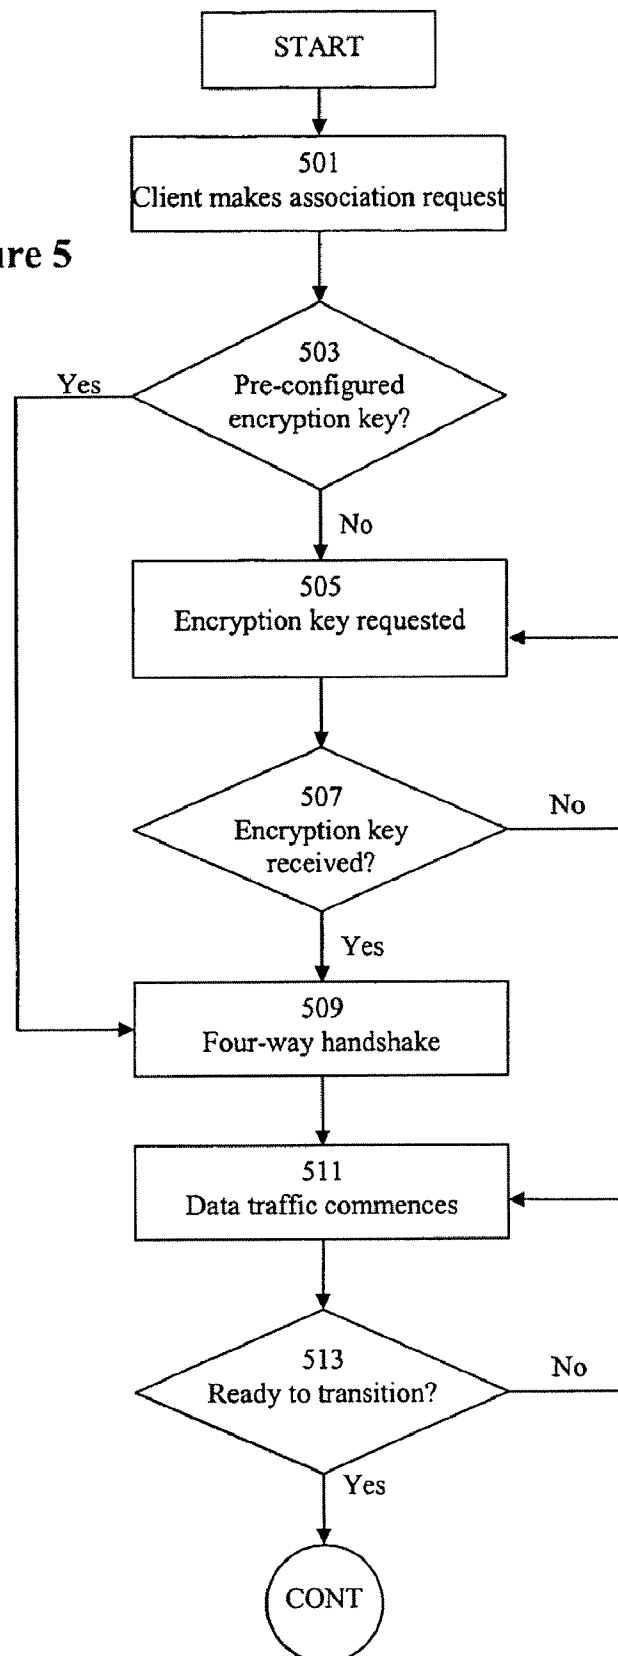 START
501
Client makes association request
ure 5
503
Pre-configured
encryption key?
Yes
No
505
Encryption key requested
507
Encryption key
received?
No
Yes
509
Four-way handshake
511
Data traffic commences
513
Ready to transition?
No
Yes
CONT